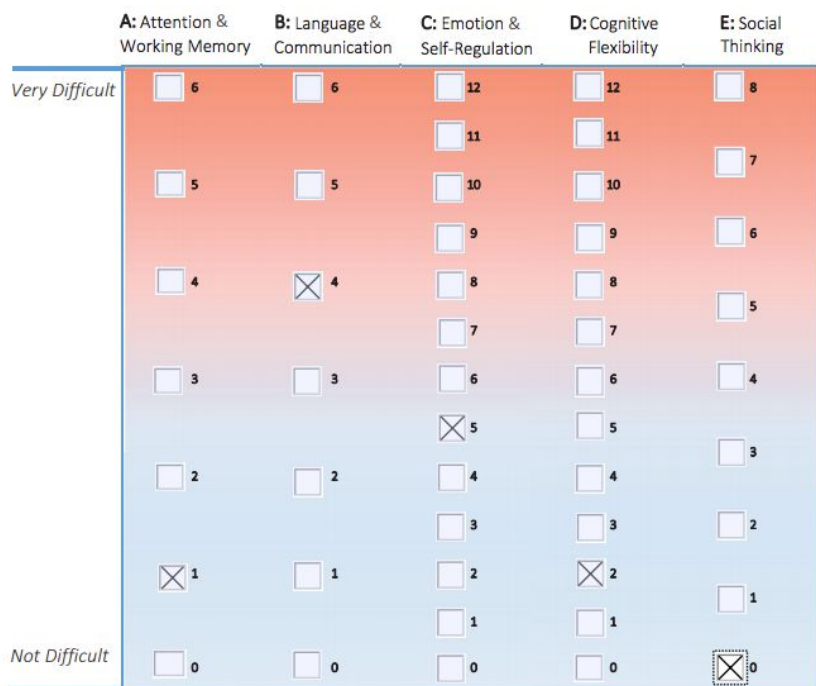 A: Attention & B: Language & C: Emotion & D: Cognitive E: Social
Working Memory Communication Self-Regulation Flexibility Thinking
Very Difficult 6 6 12 12 8
11 11
7
5 5 10 10
9 9 6
4 4 8 8
5
7 7
3 3 6 6 4
5 5
3
2 2 4 4
3 3 2
1 1 2 2
1
1 1
Not Difficult 0 0 0 0 0